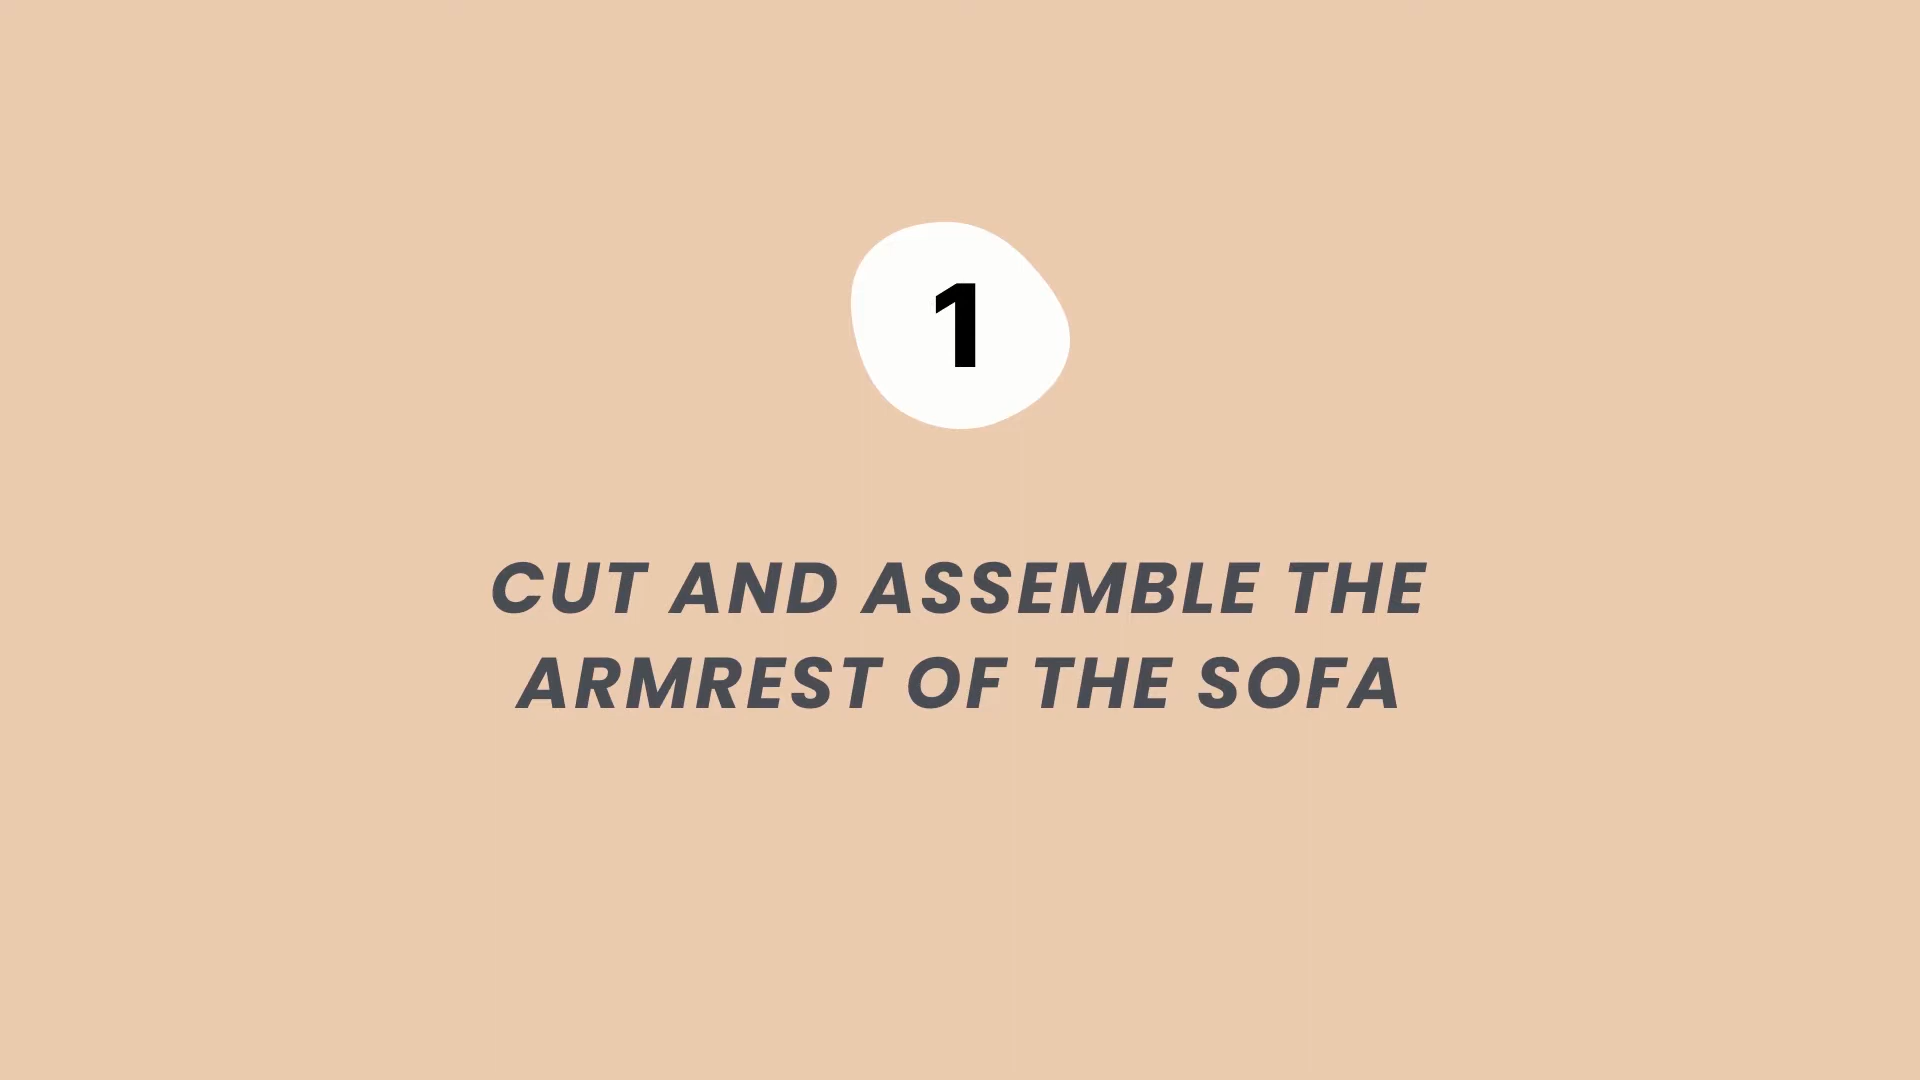 1
CUT AND ASSEMBLE THE
ARMREST OF THE SOFA